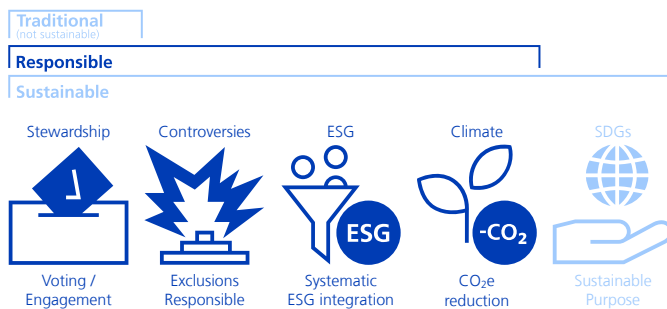 Traditional
(not sustainable)
Responsible
Sustainable
Stewardship Controversies ESG Climate SDGs
ESG -CO₂
Voting / Exclusions Systematic CO₂e Sustainable
Engagement Responsible ESG integration reduction Purpose